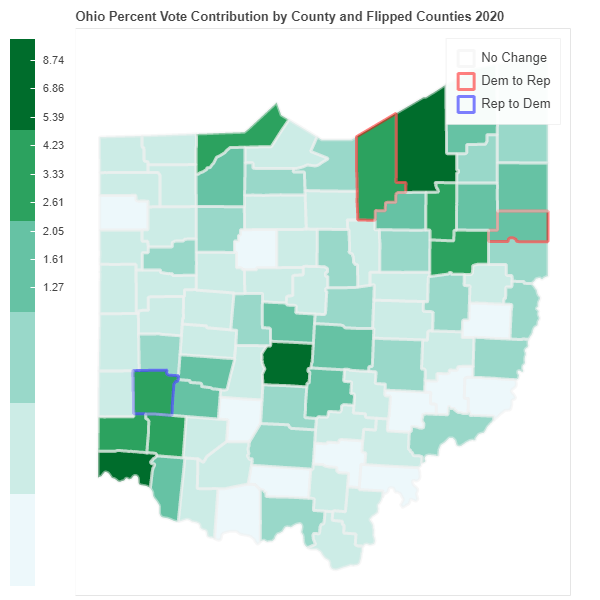 Ohio Percent Vote Contribution by County and Flipped Counties 2020
No Change
Dem to Rep
Rep to Dem
8.74
6.86
5.39
4.23
3.33
2.61
2.05
1.61
1.27